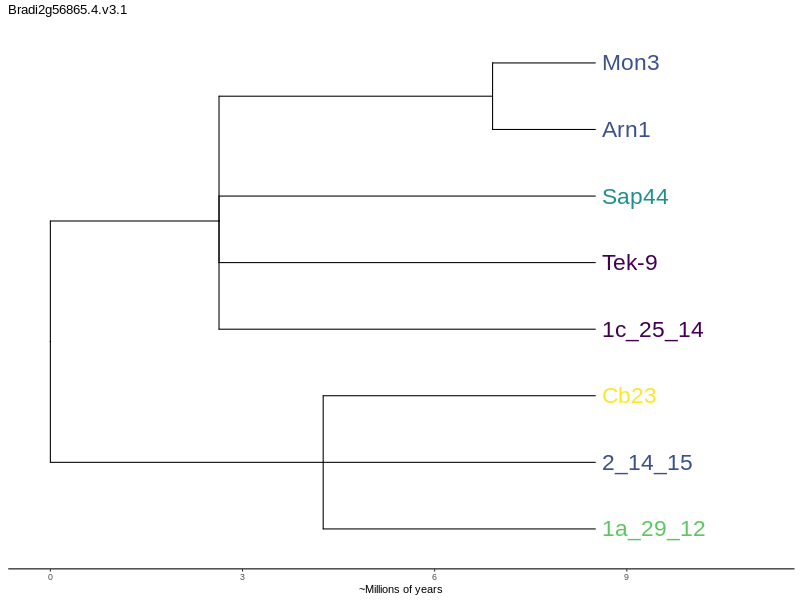 Bradi2g56865.4.v3.1
Mon3
Arn1
Sap44
Tek-9
1c_25_14
Cb23
2_14_15
1a_29_12
0 3 6 9
~Millions of years